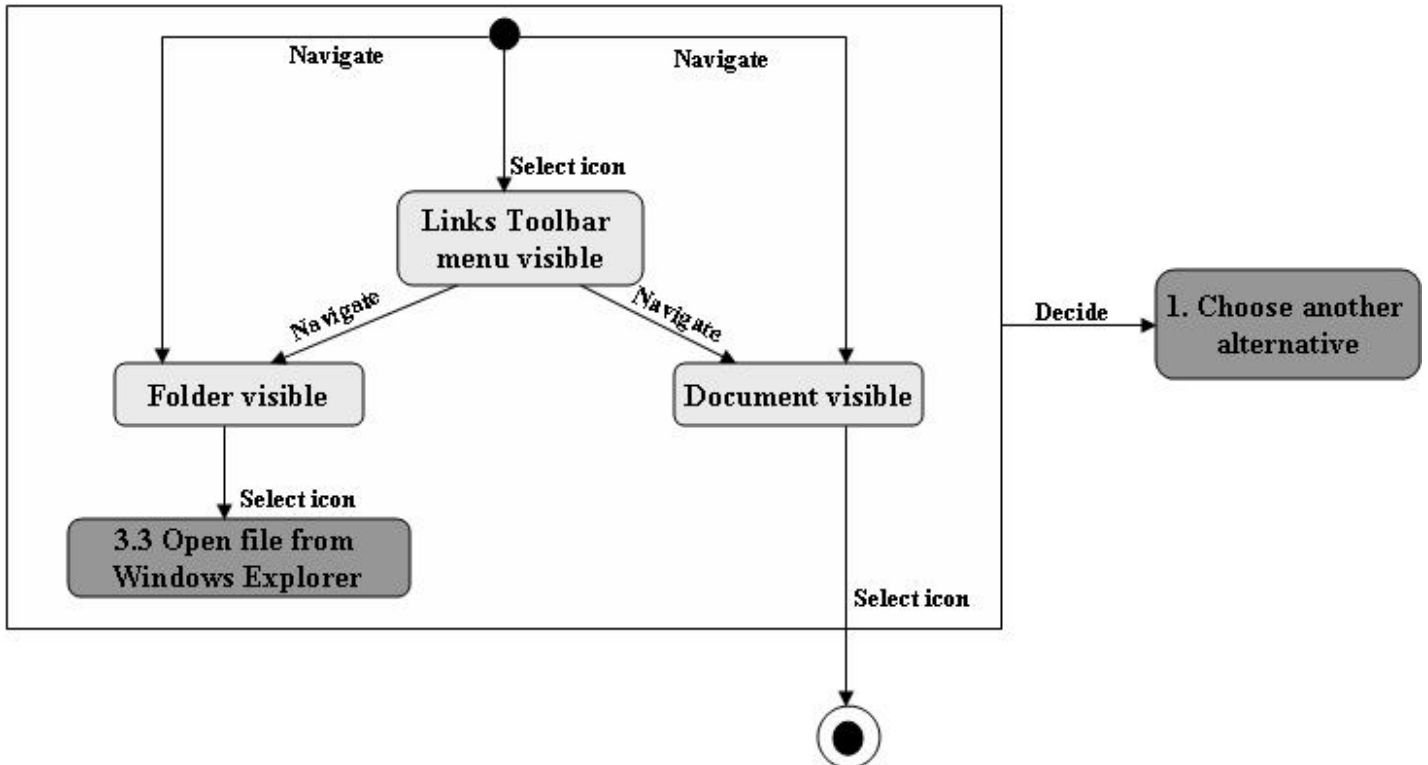 Navigate
Navigate
Select icon
Links Toolbar
menu visible
Navigate
Navigate
Decide
1. Choose another
alternative
Folder visible
Document visible
Select icon
3.3 Open file from
Windows Explorer
Select icon